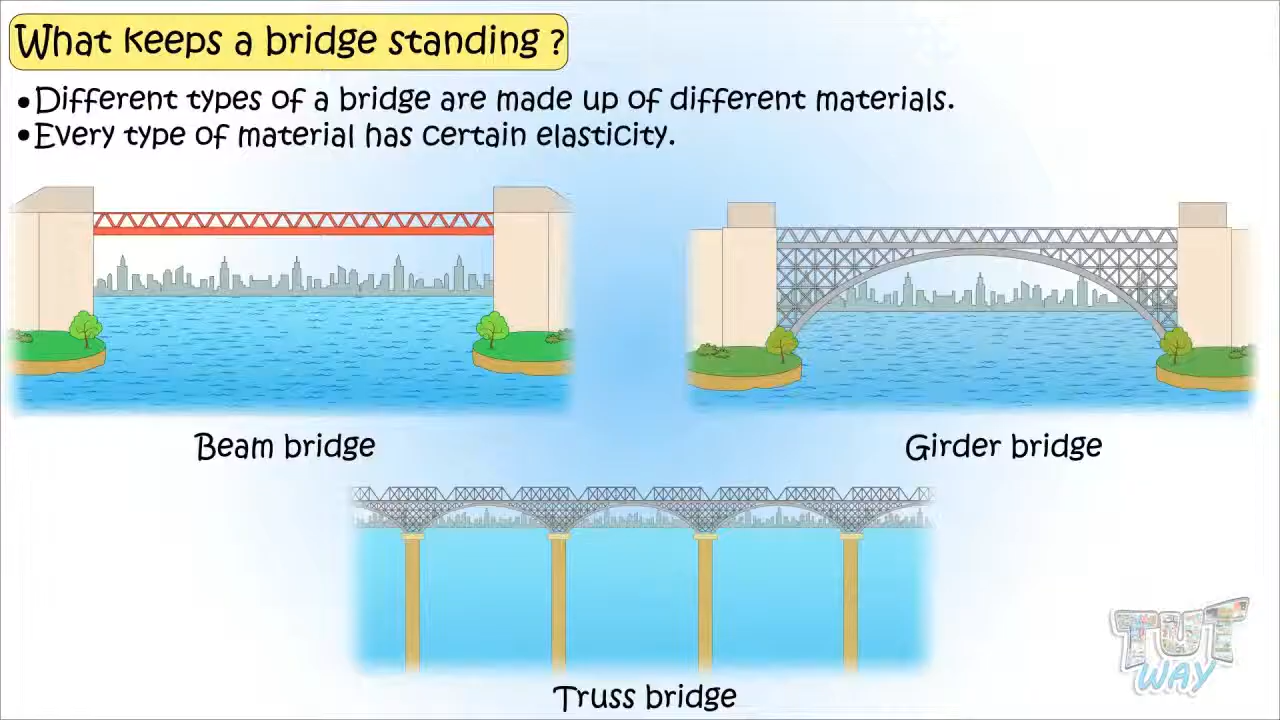 What keeps a bridge standing ?
•Different types of a bridge are made up of different materials.
•Every type of material has certain elasticity.
Beam bridge
Girder bridge
Truss bridge
TUT
WAY